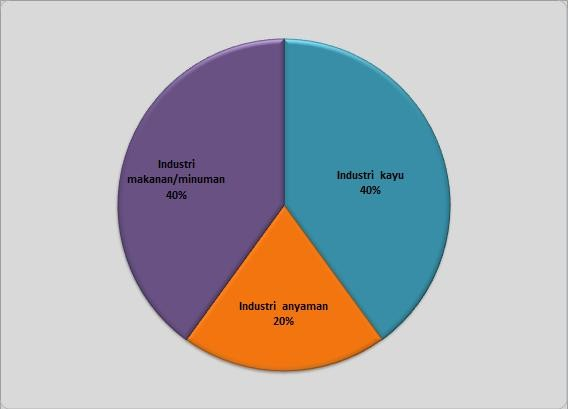 Industri
makanan/minuman
40%
Industri kayu
40%
Industri anyaman
20%